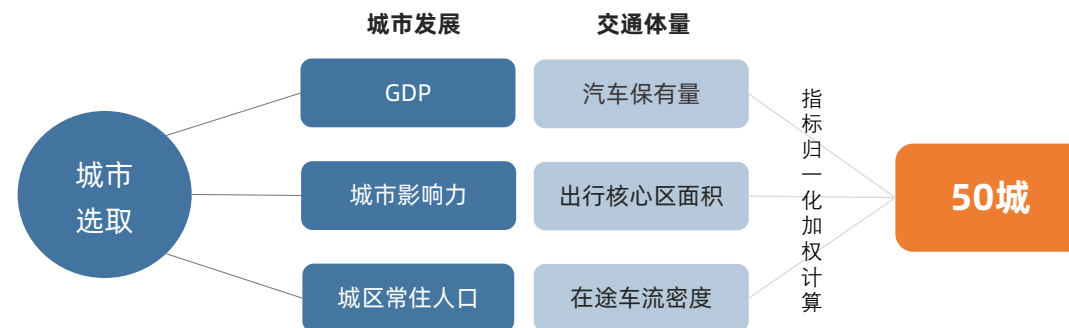 城市发展
交通体量
城市
选取
GDP
汽车保有量
城市影响力
出行核心区面积
城区常住人口
在途车流密度
指标归一化加权计算
50城